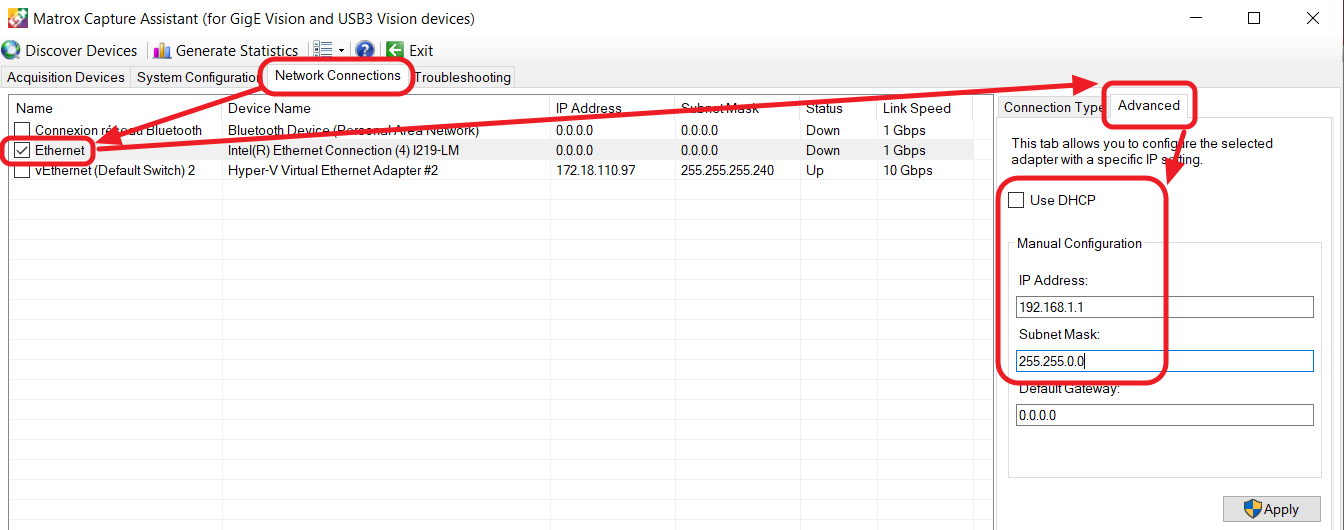 Matrox Capture Assistant (for GigE Vision and USB3 Vision devices)
Discover Devices Generate Statistics ? Exit
Acquisition Devices System Configuration Network Connections Troubleshooting
Name Device Name IP Address Subnet Mask Status Link Speed
Connexion réseau Bluetooth Bluetooth Device (Personal Area Network) 0.0.0.0 0.0.0.0 Down 1 Gbps
Ethernet Intel(R) Ethernet Connection (4) I219-LM 0.0.0.0 0.0.0.0 Down 1 Gbps
vEthernet (Default Switch) 2 Hyper-V Virtual Ethernet Adapter #2 172.18.110.97 255.255.255.240 Up 10 Gbps
Connection Type Advanced
This tab allows you to configure the selected
adapter with a specific IP setting.
Use DHCP
Manual Configuration
IP Address:
192.168.1.1
Subnet Mask:
255.255.0.0
Default Gateway:
0.0.0.0
Apply